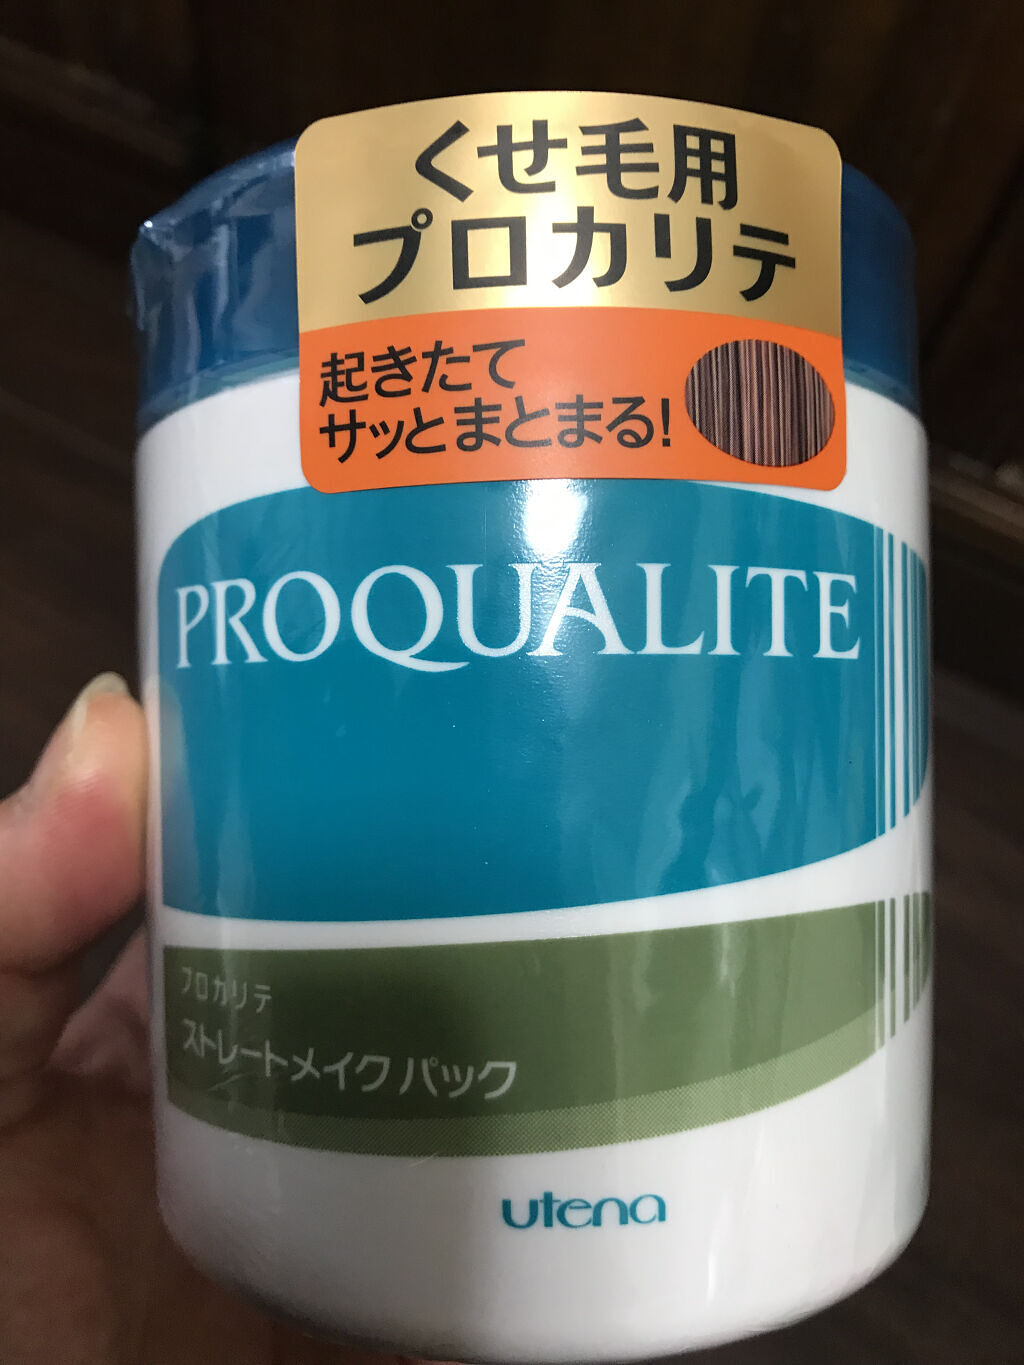 くせ毛用
プロカリテ
起きたて
サッとまとまる!
PROQUALITE
プロカリテ
ストレートメイクパック
utena